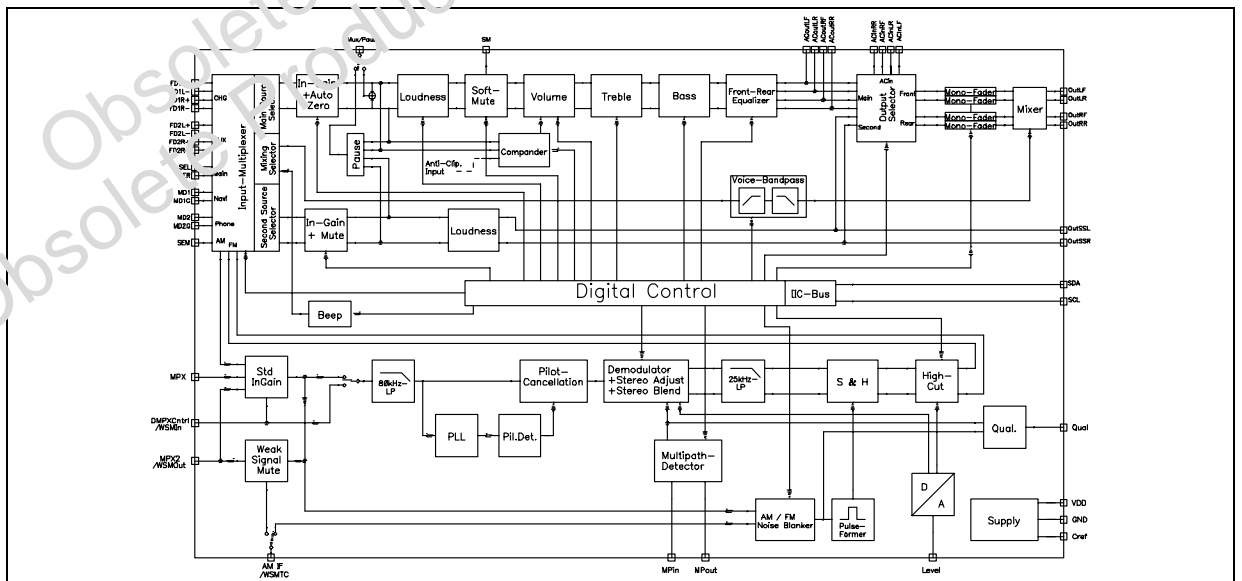 Obsolete Product
Obsolete Product
SM
ACoutLF
ACoutLR
ACoutRF
ACoutRR
ACinRR
ACinRF
ACinLR
ACinLF
CHG
FD2L+
FD2L-
SEL
MD1
MD1G
MD2
MD2G
SEM
Navi
Phone
AM
FM
Input-Multiplexer
Main Source
Mixing Selector
Second Source Selector
In-Gain
+Auto Zero
Loudness
Soft-Mute
Volume
Treble
Bass
Front-Rear Equalizer
ACin
Main
Second
Front
Rear
Output Selector
Mono-Fader
Mono-Fader
Mono-Fader
Mono-Fader
Mixer
OutLF
OutLR
OutRF
OutRR
Pause
Anti-Clip.
Input
Compander
Voice-Bandpass
In-Gain
+ Mute
Loudness
OutSSL
OutSSR
Digital Control
IIC-Bus
SDA
SCL
Beep
MPX
Std
InGain
80kHz-
LP
Pilot-
Cancellation
Demodulator
+Stereo Adjust
+Stereo Blend
25kHz-
LP
S & H
High-
Cut
DMPXCntrl
/WSMin
PLL
Pil.Det.
Qual.
Qual
MPX2
/WSMOut
Weak
Signal
Mute
Multipath-
Detector
D
A
AM / FM
Noise Blanker
Pulse-
Former
Supply
VDD
GND
Cref
AM IF
/WSMTC
MPin
MPout
Level